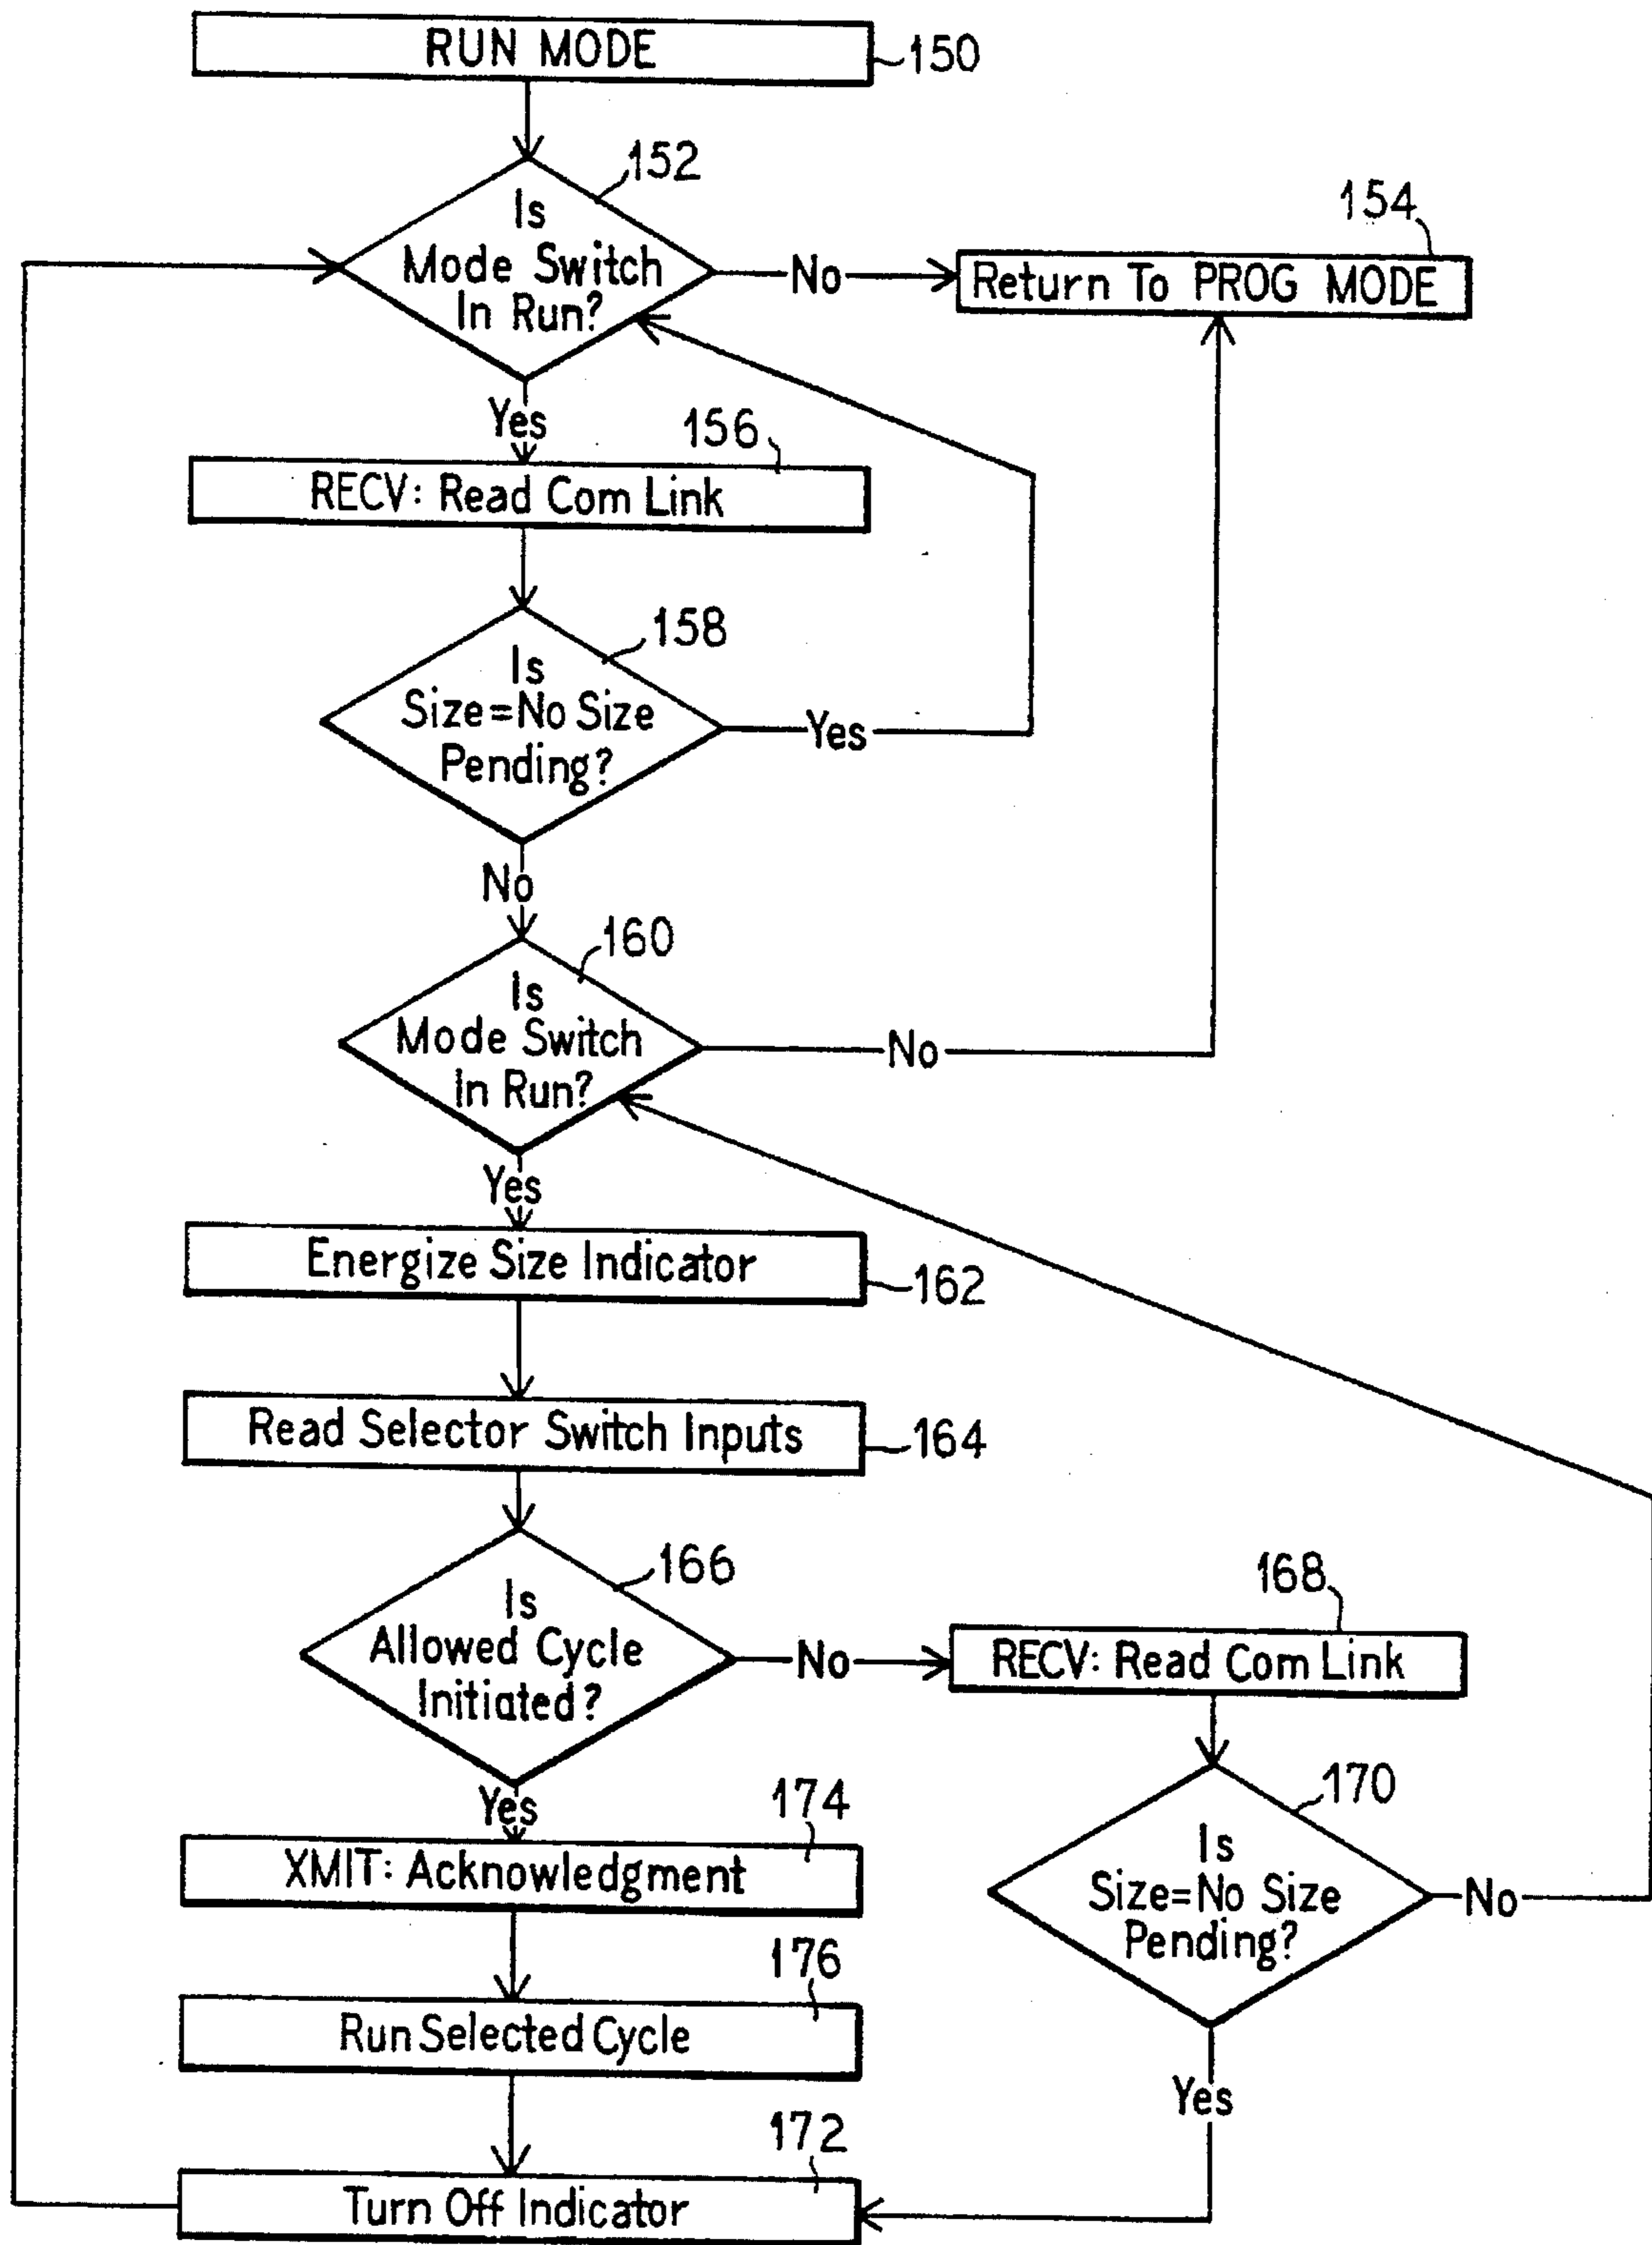 RUN MODE
150
152
Is
Mode Switch
In Run?
No
154
Return To PROG MODE
Yes
156
RECV: Read Com Link
158
Is
Size=No Size
Pending?
Yes
No
160
Is
Mode Switch
In Run?
No
Yes
Energize Size Indicator
162
Read Selector Switch Inputs
164
166
Is
Allowed Cycle
Initiated?
No
168
RECV: Read Com Link
170
Is
Size=No Size
Pending?
No
Yes
Yes
174
XMIT: Acknowledgment
176
Run Selected Cycle
172
Turn Off Indicator